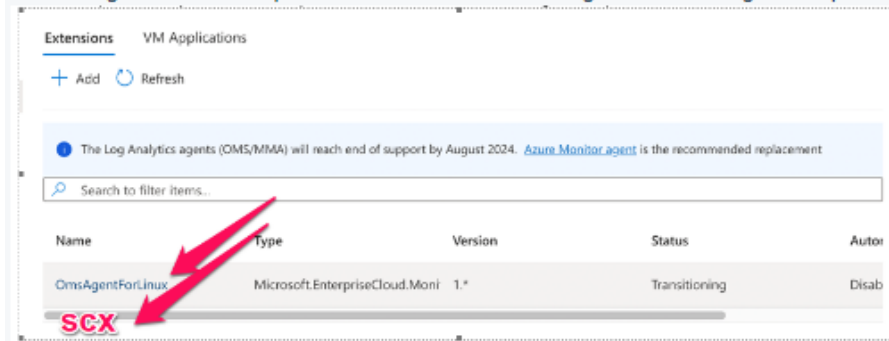 Extensions VM Applications
+ Add Refresh
The Log Analytics agents (OMS/MMA) will reach end of support by August 2024. Azure Monitor agent is the recommended replacement
Search to filter items...
Name Type Version Status Autor
OmsAgentForLinux Microsoft.EnterpriseCloud.Moni 1.* Transitioning Disab
SCX